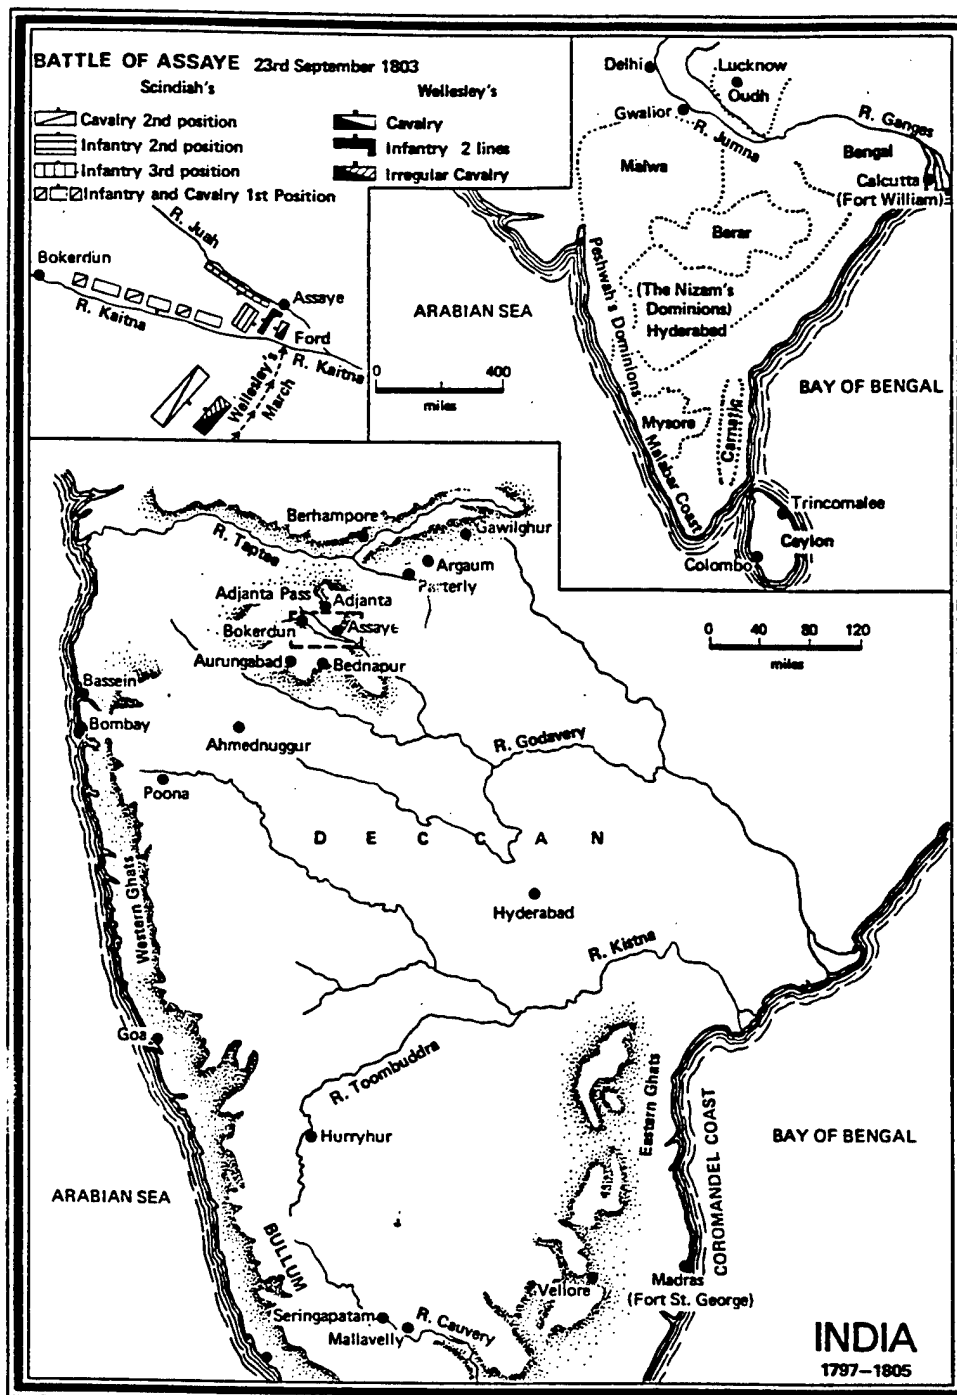 BATTLE OF ASSAYE 23rd September 1803
Scindiah's
Cavalry 2nd position
Infantry 2nd position
Infantry 3rd position
Infantry and Cavalry 1st Position
Wellesley's
Cavalry
Infantry 2 lines
Irregular Cavalry
R. Juah
Bokerdun
Assaye
R. Kaitna
Ford
R. Kaitna
Wellesley's
March
Delhi
Lucknow
Oudh
Gwalior
R. Jumna
R. Ganges
Malwa
Bengal
Calcutta
(Fort William)
Berar
Peshwah's Dominions
(The Nizam's
Dominions)
Hyderabad
ARABIAN SEA
0 400
miles
BAY OF BENGAL
Mysore
Carnatic
Malabar Coast
Trincomalee
Ceylon
Colombo
Berhampore
Gawilghur
R. Taptee
Argaum
Adjanta Pass
Adjanta
Bokerdun
Assaye
Aurungabad
Bednapur
0 40 80 120
miles
Bassein
Bombay
Ahmednuggur
R. Godavery
Poona
DECCAN
Western Ghats
Hyderabad
R. Kistna
Goa
R. Toombuddra
Eastern Ghats
Hurryhur
COROMANDEL COAST
BAY OF BENGAL
ARABIAN SEA
BULLUM
Vellore
Madras
(Fort St. George)
Seringapatam
R. Cauvery
Mallavelly
INDIA
1797–1805